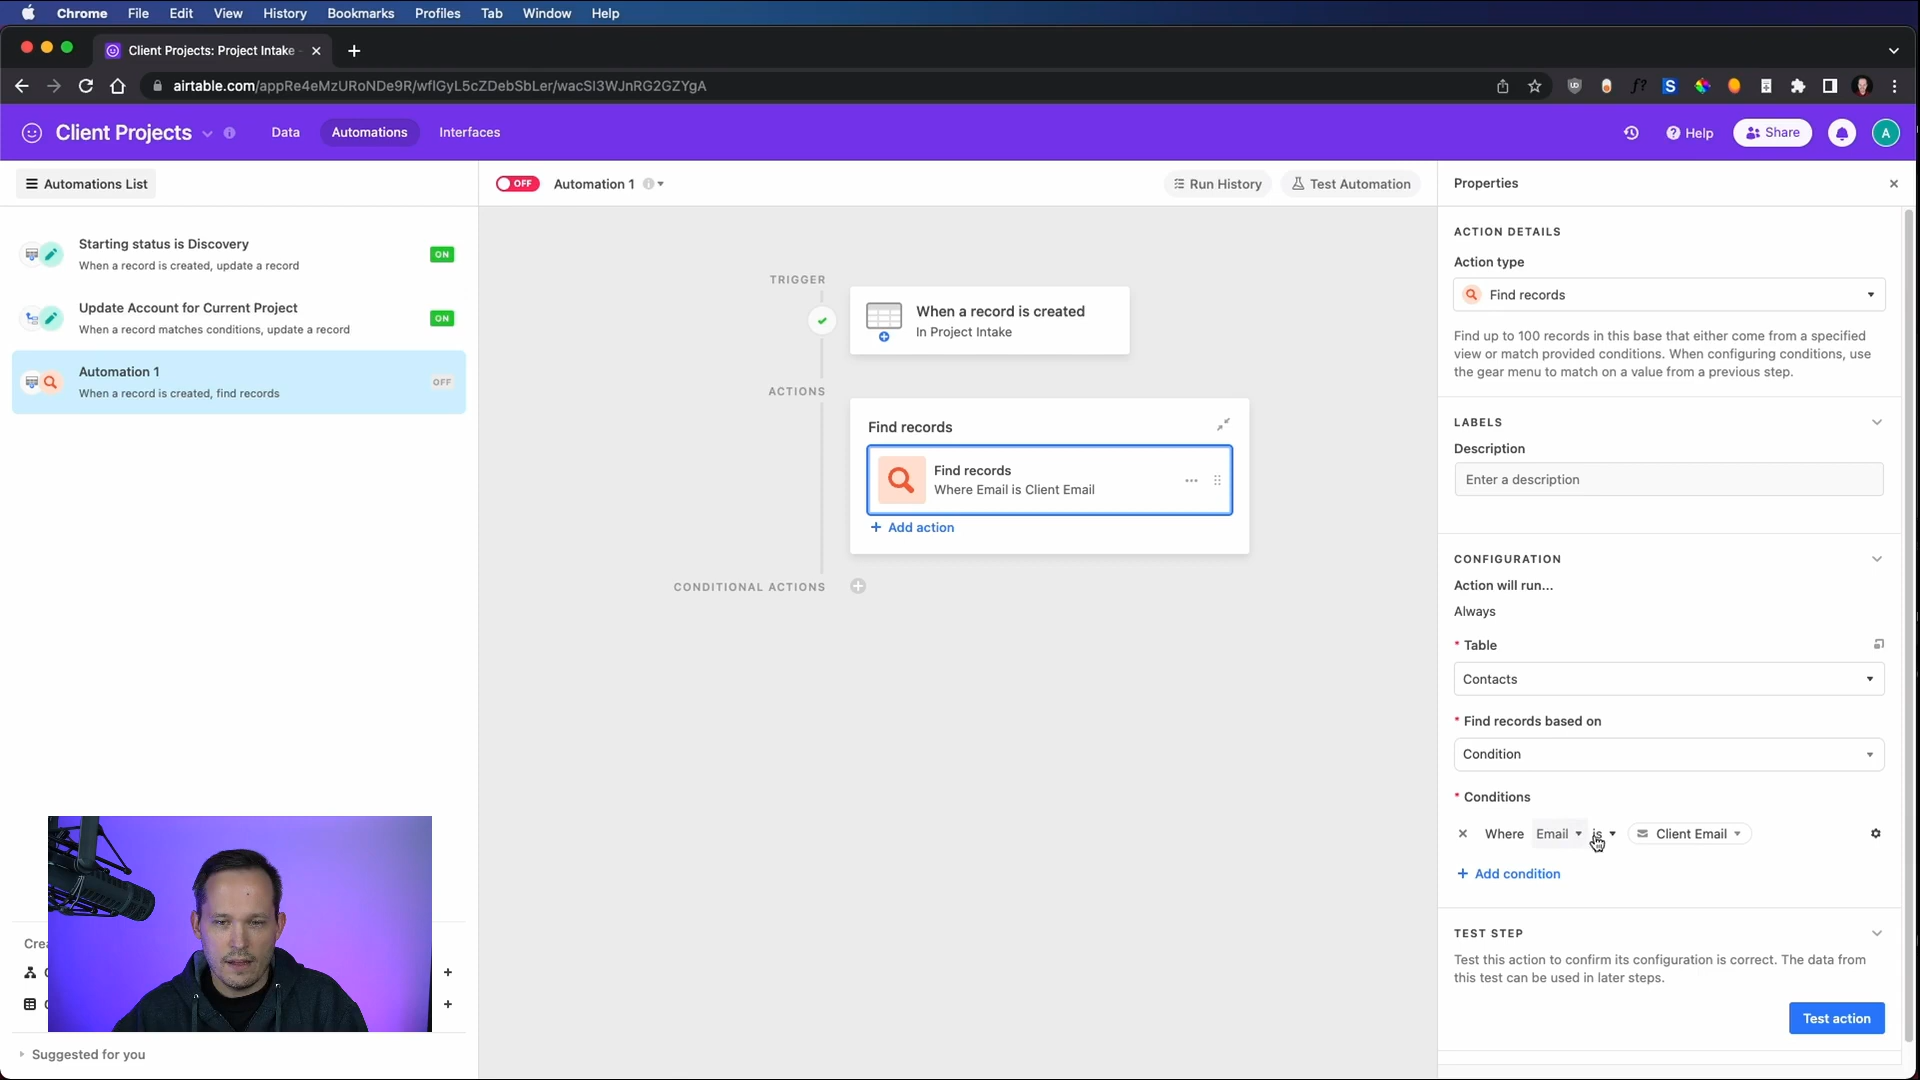 Chrome File Edit View History Bookmarks Profiles Tab Window Help
Client Projects: Project Intake
airtable.com/appRe4eMzURoNDe9R/wflGyL5cZDebSbLer/wacSI3WJnRG2GZYgA
Client Projects Data Automations Interfaces Help Share A
Automations List
Starting status is Discovery
When a record is created, update a record
ON
Update Account for Current Project
When a record matches conditions, update a record
ON
Automation 1
When a record is created, find records
OFF
Crea
Suggested for you
OFF Automation 1 Run History Test Automation
TRIGGER
When a record is created
In Project Intake
ACTIONS
Find records
Find records
Where Email is Client Email
+ Add action
CONDITIONAL ACTIONS
Properties
ACTION DETAILS
Action type
Find records
Find up to 100 records in this base that either come from a specified
view or match provided conditions. When configuring conditions, use
the gear menu to match on a value from a previous step.
LABELS
Description
Enter a description
CONFIGURATION
Action will run...
Always
* Table
Contacts
* Find records based on
Condition
* Conditions
Where Email is Client Email
+ Add condition
TEST STEP
Test this action to confirm its configuration is correct. The data from
this test can be used in later steps.
Test action